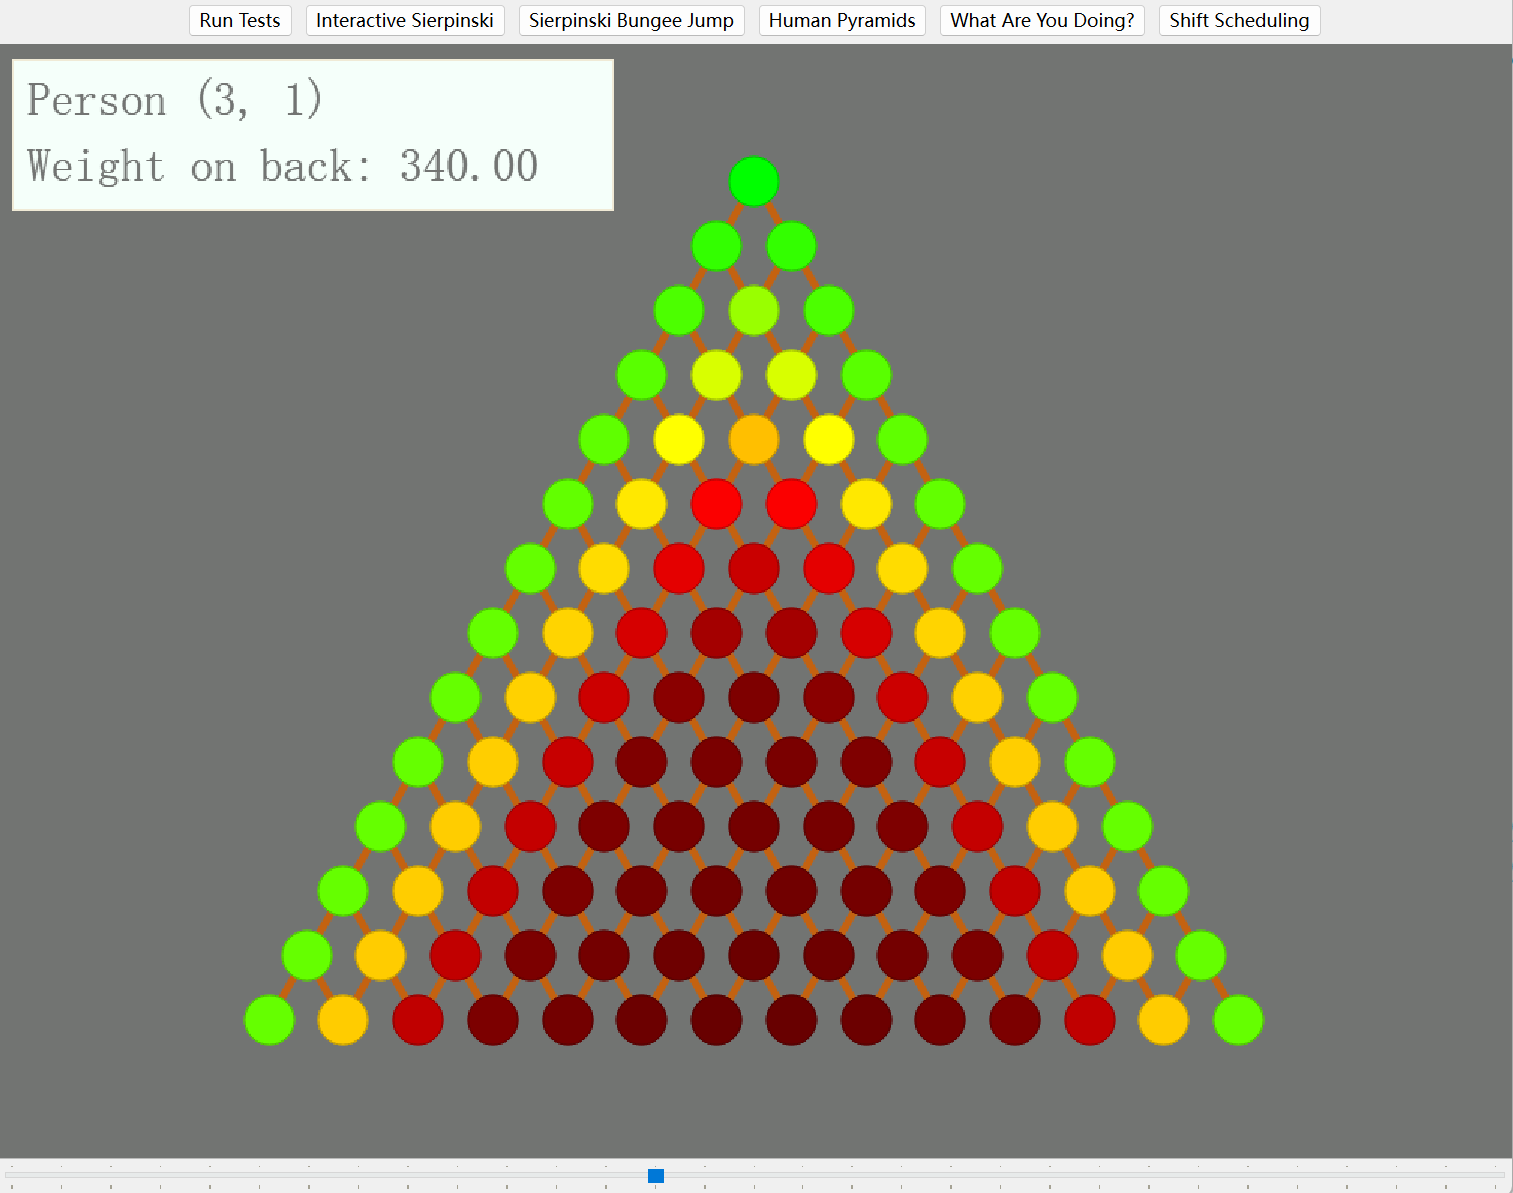 Run Tests Interactive Sierpinski Sierpinski Bungee Jump Human Pyramids What Are You Doing? Shift Scheduling
Person (3, 1)
Weight on back: 340.00